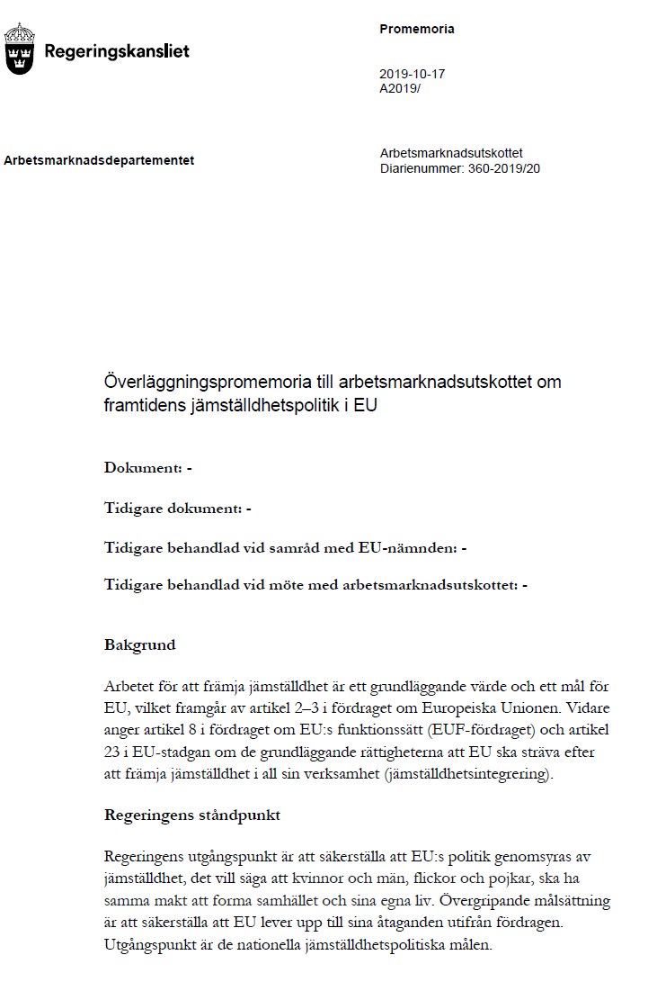 Promemoria
Regeringskansliet
2019-10-17
A2019/
Arbetsmarknadsdepartementet
Arbetsmarknadsutskottet
Diarienummer: 360-2019/20
Överläggningspromemoria till arbetsmarknadsutskottet om
framtidens jämställdhetspolitik i EU
Dokument: -
Tidigare dokument: -
Tidigare behandlad vid samråd med EU-nämnden: -
Tidigare behandlad vid möte med arbetsmarknadsutskottet: -
Bakgrund
Arbetet för att främja jämställdhet är ett grundläggande värde och ett mål för
EU, vilket framgår av artikel 2–3 i fördraget om Europeiska Unionen. Vidare
anger artikel 8 i fördraget om EU:s funktionssätt (EUF-fördraget) och artikel
23 i EU-stadgan om de grundläggande rättigheterna att EU ska sträva efter
att främja jämställdhet i all sin verksamhet (jämställdhetsintegrering).
Regeringens ståndpunkt
Regeringens utgångspunkt är att säkerställa att EU:s politik genomsyras av
jämställdhet, det vill säga att kvinnor och män, flickor och pojkar, ska ha
samma makt att forma samhället och sina egna liv. Övergripande målsättning
är att säkerställa att EU lever upp till sina åtaganden utifrån fördragen.
Utgångspunkt är de nationella jämställdhetspolitiska målen.